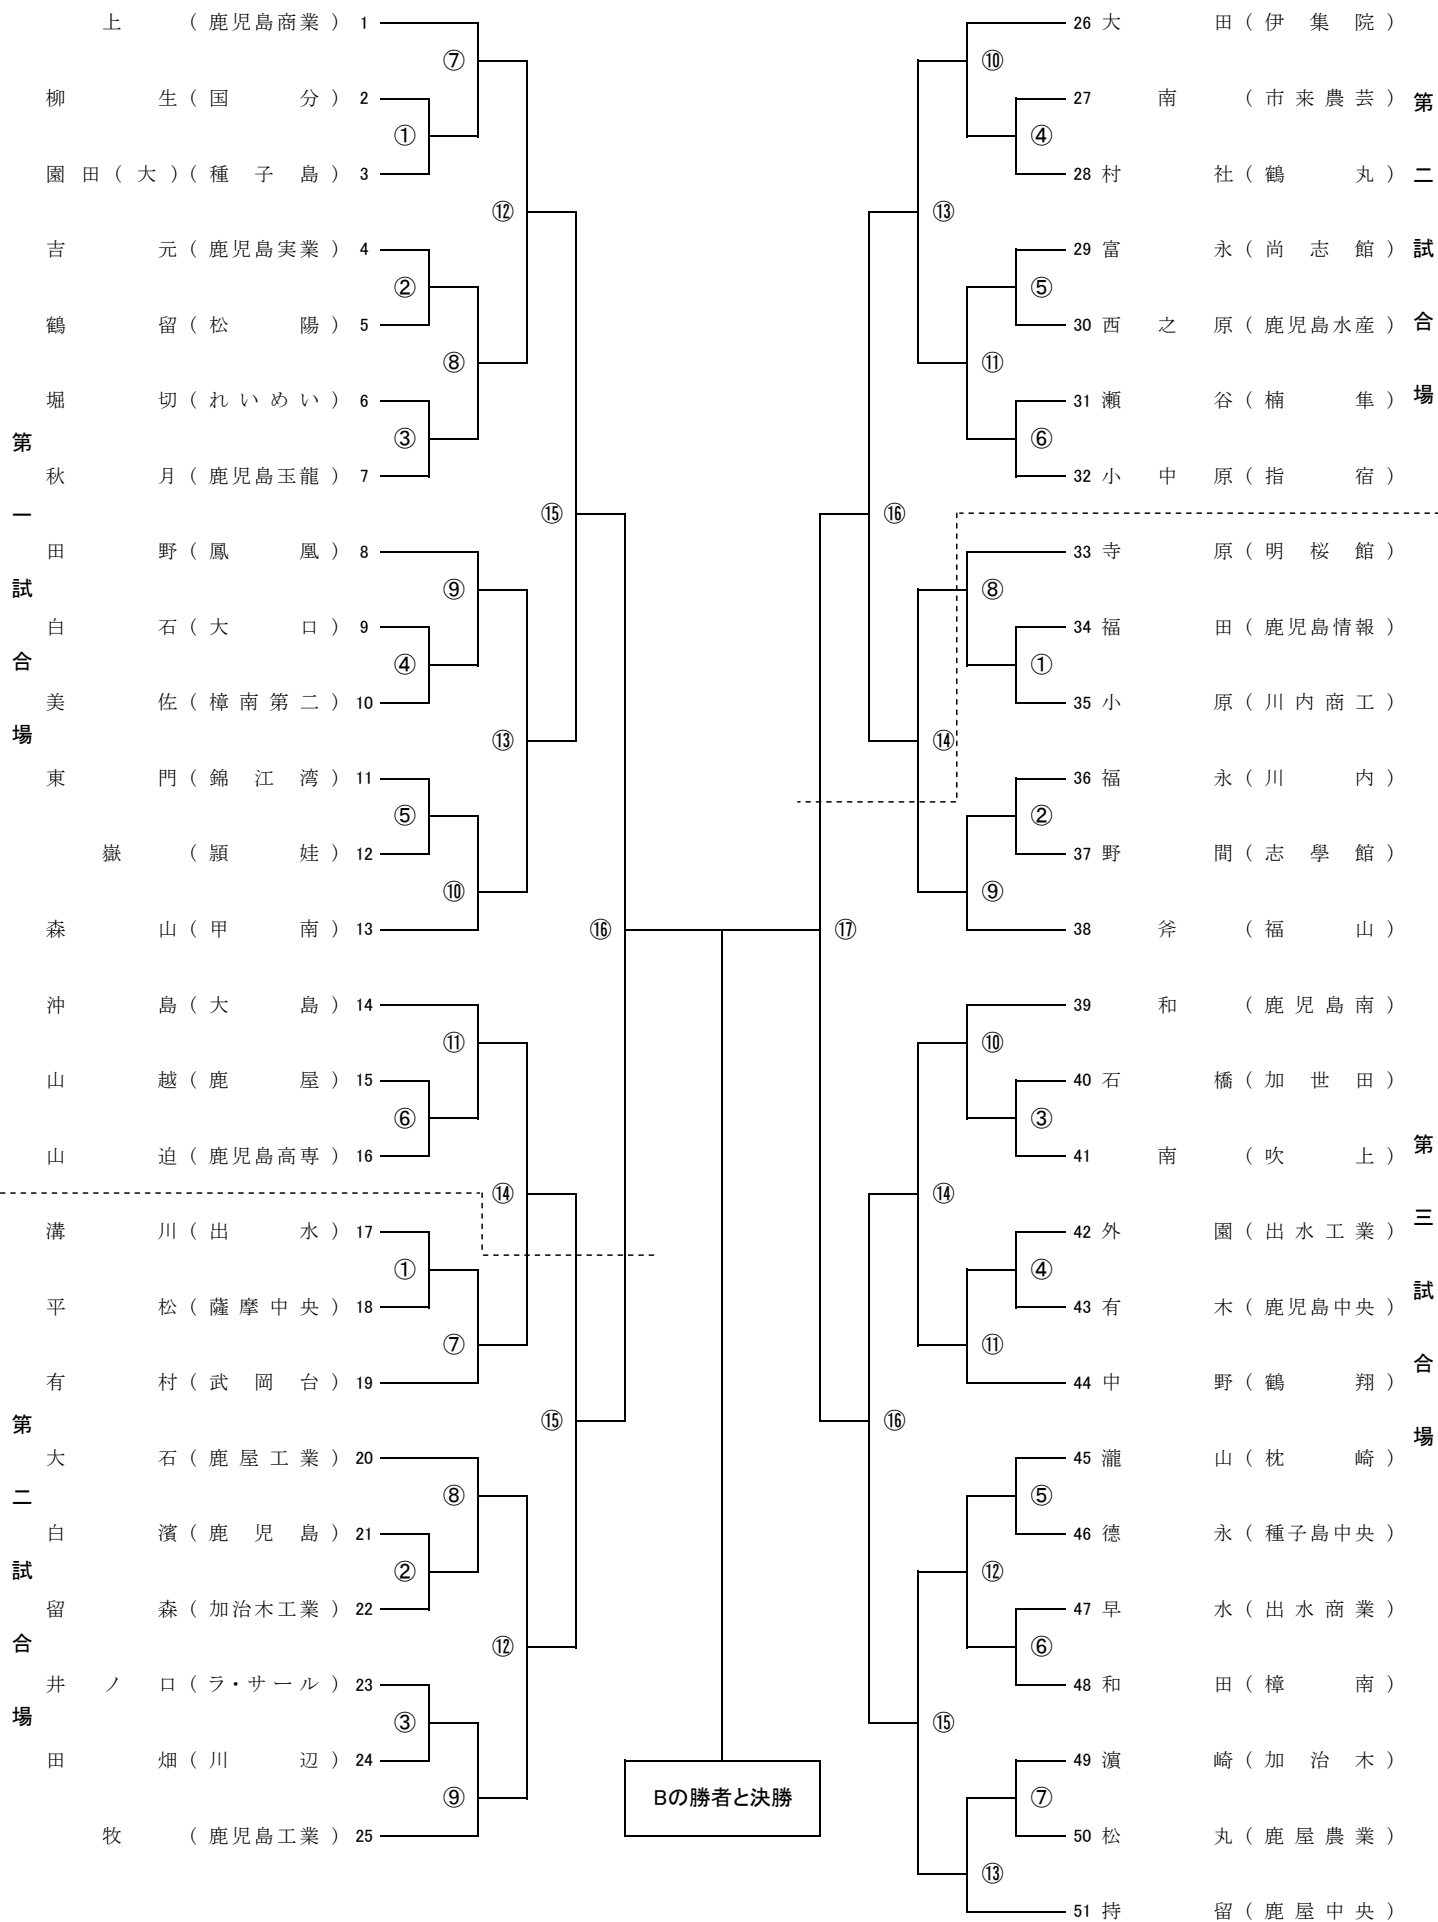 上 （鹿児島商業） 1
⑦
柳生（国分） 2
①
園田（大）（種子島） 3
⑫
吉元（鹿児島実業） 4
②
鶴留（松陽） 5
⑧
堀切（れいめい） 6
③
秋月（鹿児島玉龍） 7
⑮
田野（鳳凰） 8
⑨
白石（大口） 9
④
美佐（樟南第二） 10
⑬
東門（錦江湾） 11
⑤
嶽（頴娃） 12
⑩
森山（甲南） 13
⑯
沖島（大島） 14
⑪
山越（鹿屋） 15
⑥
山迫（鹿児島高専） 16
⑭
第一試合場
溝川（出水） 17
①
平松（薩摩中央） 18
⑦
有村（武岡台） 19
⑮
大石（鹿屋工業） 20
⑧
白濱（鹿児島） 21
②
留森（加治木工業） 22
⑫
井ノ口（ラ・サール） 23
③
田畑（川辺） 24
⑨
牧（鹿児島工業） 25
第二試合場
Bの勝者と決勝
26 大田（伊集院）
⑩
27 南（市来農芸）
④
28 村社（鶴丸）
⑬
29 富永（尚志館）
⑤
30 西之原（鹿児島水産）
⑪
31 瀬谷（楠隼）
⑥
32 小中原（指宿）
第二試合場
⑯
33 寺原（明桜館）
⑧
34 福田（鹿児島情報）
①
35 小原（川内商工）
⑭
36 福永（川内）
②
37 野間（志學館）
⑨
38 斧（福山）
⑰
39 和（鹿児島南）
⑩
40 石橋（加世田）
③
41 南（吹上）
⑭
42 外園（出水工業）
④
43 有木（鹿児島中央）
⑪
44 中野（鶴翔）
⑯
45 瀧山（枕崎）
⑤
46 德永（種子島中央）
⑫
47 早水（出水商業）
⑥
48 和田（樟南）
⑮
49 濵崎（加治木）
⑦
50 松丸（鹿屋農業）
⑬
51 持留（鹿屋中央）
第三試合場